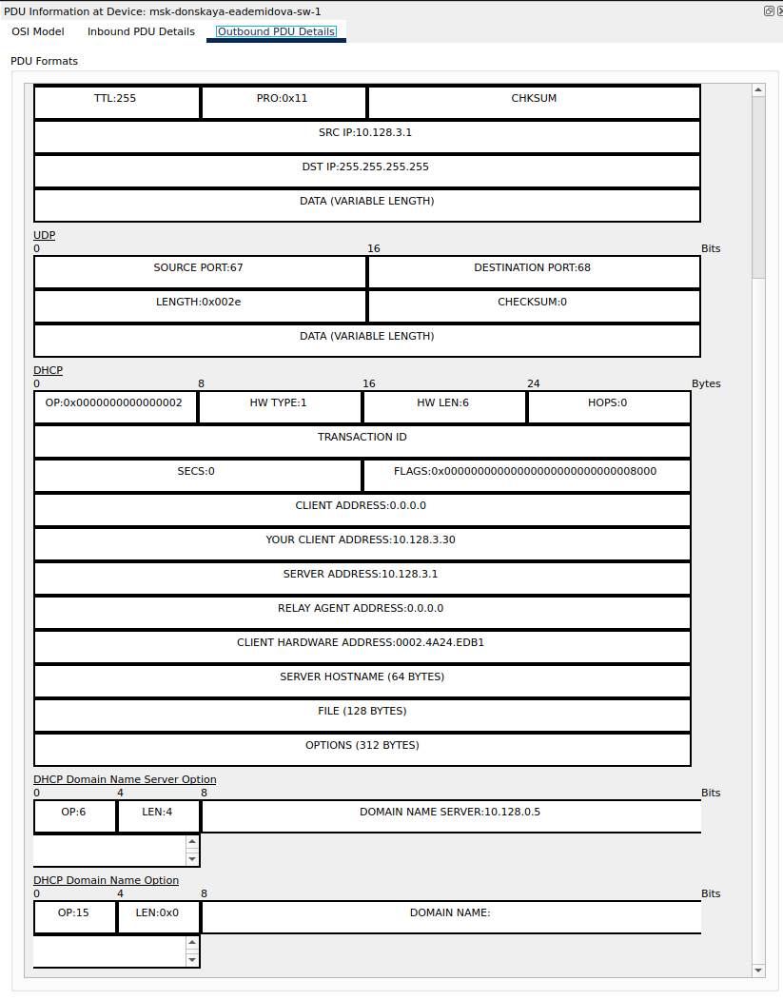 PDU Information at Device: msk-donskaya-eademidova-sw-1
OSI Model Inbound PDU Details Outbound PDU Details
PDU Formats
TTL:255 PRO:0x11 CHKSUM
SRC IP:10.128.3.1
DST IP:255.255.255.255
DATA (VARIABLE LENGTH)
UDP
0 16 Bits
SOURCE PORT:67 DESTINATION PORT:68
LENGTH:0x002e CHECKSUM:0
DATA (VARIABLE LENGTH)
DHCP
0 8 16 24 Bytes
OP:0x0000000000000002 HW TYPE:1 HW LEN:6 HOPS:0
TRANSACTION ID
SECS:0 FLAGS:0x00000000000000000000000000008000
CLIENT ADDRESS:0.0.0.0
YOUR CLIENT ADDRESS:10.128.3.30
SERVER ADDRESS:10.128.3.1
RELAY AGENT ADDRESS:0.0.0.0
CLIENT HARDWARE ADDRESS:0002.4A24.EDB1
SERVER HOSTNAME (64 BYTES)
FILE (128 BYTES)
OPTIONS (312 BYTES)
DHCP Domain Name Server Option
0 4 8 Bits
OP:6 LEN:4 DOMAIN NAME SERVER:10.128.0.5
DHCP Domain Name Option
0 4 8 Bits
OP:15 LEN:0x0 DOMAIN NAME: